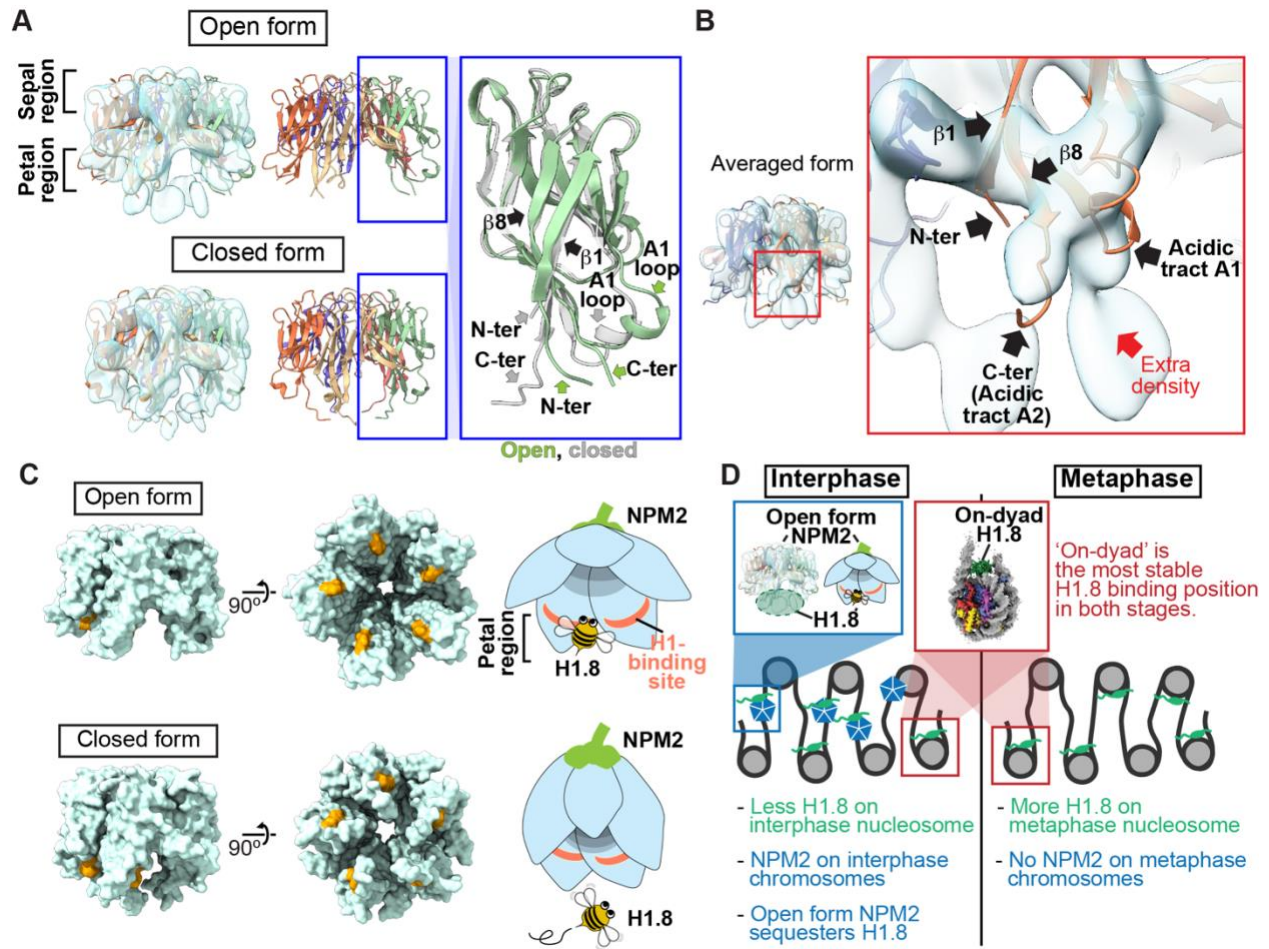 A
Open form
Sepal
region
Petal
region
Closed form
β8
β1
A1
loop
A1
loop
N-ter
C-ter
C-ter
N-ter
Open, closed
B
Averaged form
β1
β8
N-ter
Acidic
tract A1
C-ter
(Acidic
tract A2)
Extra
density
C
Open form
90º
NPM2
Petal
region
H1.8
H1-
binding
site
Closed form
90º
NPM2
H1.8
D
Interphase
Metaphase
Open form
NPM2
H1.8
On-dyad
H1.8
'On-dyad' is
the most stable
H1.8 binding position
in both stages.
- Less H1.8 on
interphase nucleosome
- NPM2 on interphase
chromosomes
- Open form NPM2
sequesters H1.8
- More H1.8 on
metaphase nucleosome
- No NPM2 on metaphase
chromosomes